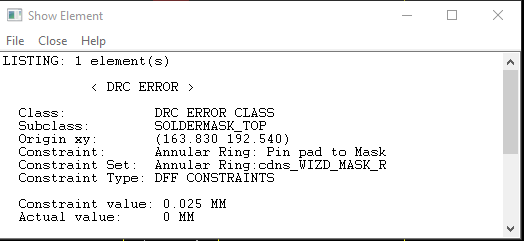 Show Element
File Close Help
LISTING: 1 element(s)
< DRC ERROR >
Class: DRC ERROR CLASS
Subclass: SOLDERMASK_TOP
Origin xy: (163.830 192.540)
Constraint: Annular Ring: Pin pad to Mask
Constraint Set: Annular Ring:cdns_WIZD_MASK_R
Constraint Type: DFF CONSTRAINTS
Constraint value: 0.025 MM
Actual value: 0 MM